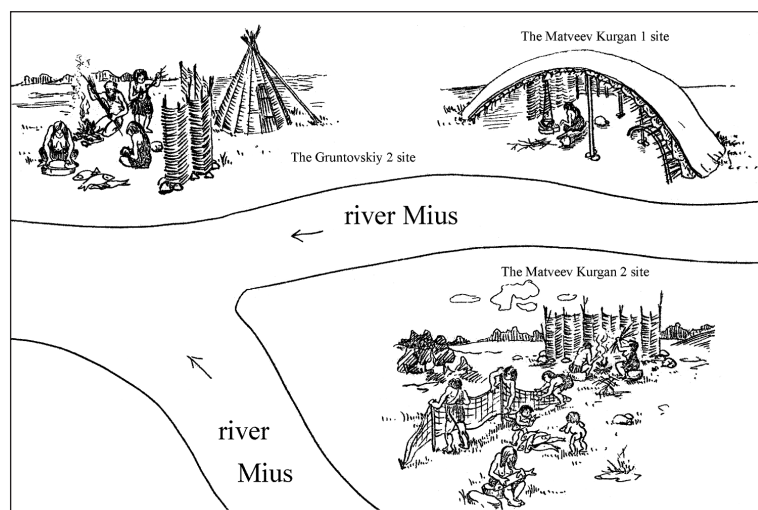 The Matveev Kurgan 1 site
The Gruntovskiy 2 site
river Mius
The Matveev Kurgan 2 site
river
Mius